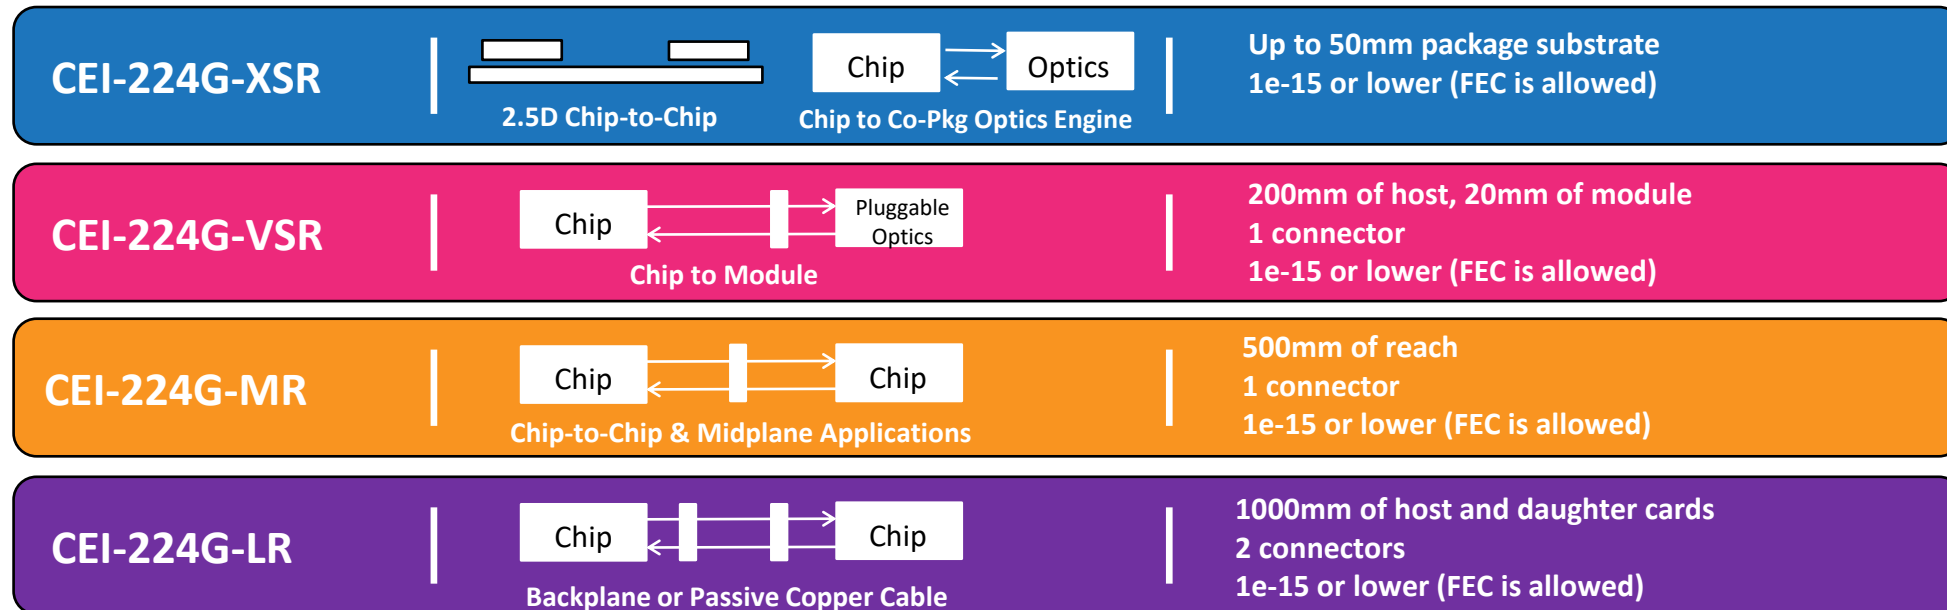 CEI-224G-XSR
2.5D Chip-to-Chip
Chip
Optics
Chip to Co-Pkg Optics Engine
Up to 50mm package substrate
1e-15 or lower (FEC is allowed)
CEI-224G-VSR
Chip
Pluggable
Optics
Chip to Module
200mm of host, 20mm of module
1 connector
1e-15 or lower (FEC is allowed)
CEI-224G-MR
Chip
Chip
Chip-to-Chip & Midplane Applications
500mm of reach
1 connector
1e-15 or lower (FEC is allowed)
CEI-224G-LR
Chip
Chip
Backplane or Passive Copper Cable
1000mm of host and daughter cards
2 connectors
1e-15 or lower (FEC is allowed)